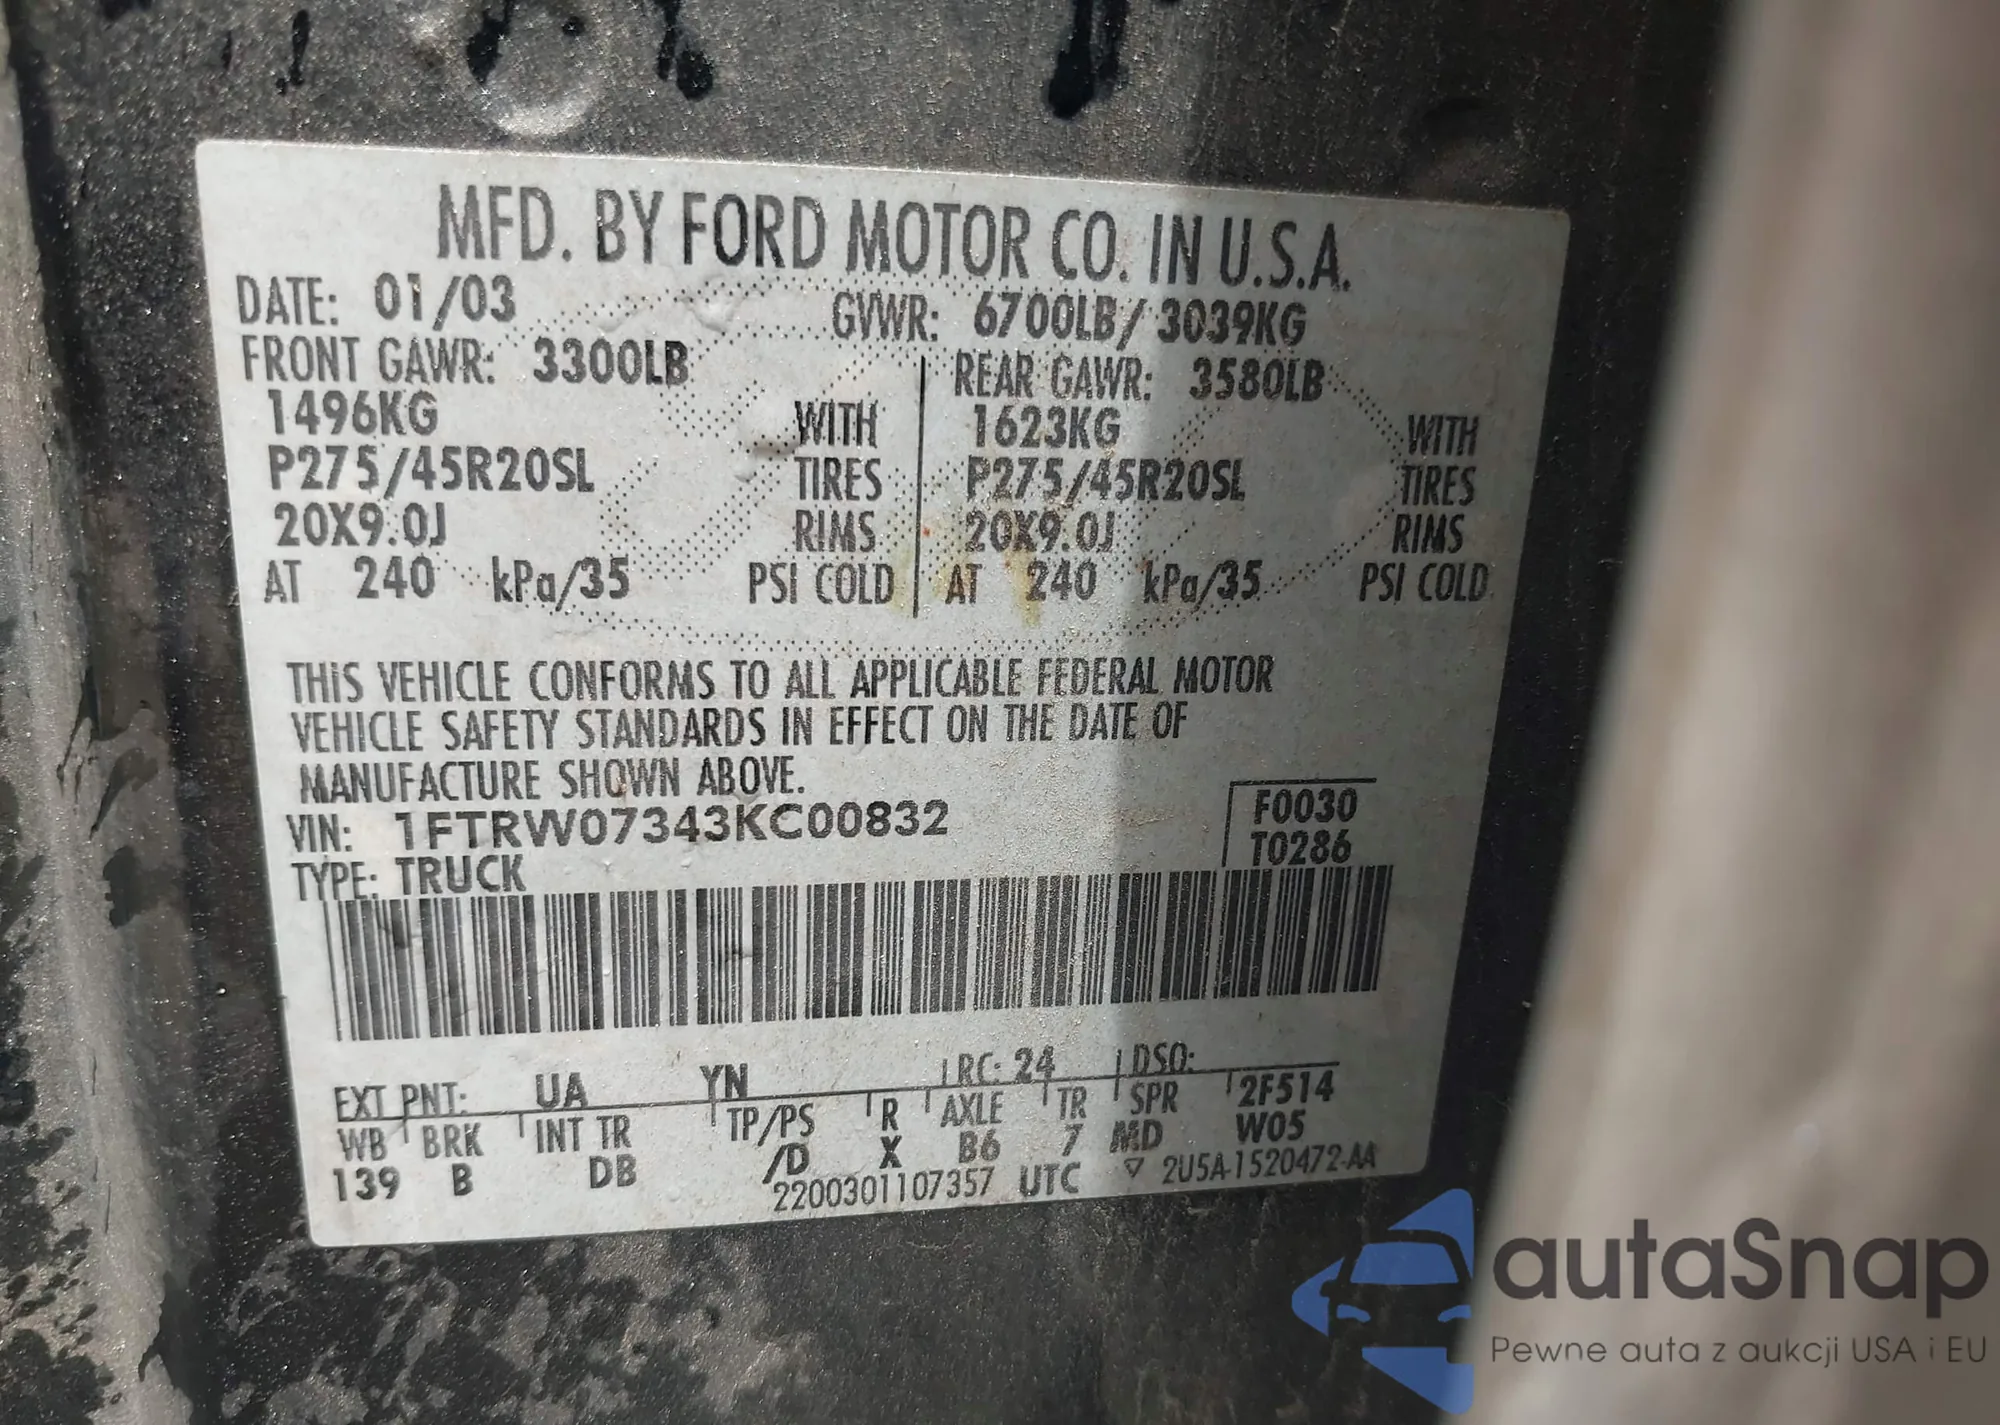 MFD. BY FORD MOTOR CO. IN U.S.A.
DATE: 01/03 GVWR: 6700LB/ 3039KG
FRONT GAWR: 3300LB REAR GAWR: 3580LB
1496KG WITH 1623KG WITH
P275/45R20SL TIRES P275/45R20SL TIRES
20X9.0J RIMS 20X9.0J RIMS
AT 240 kPa/35 PSI COLD AT 240 kPa/35 PSI COLD
THIS VEHICLE CONFORMS TO ALL APPLICABLE FEDERAL MOTOR
VEHICLE SAFETY STANDARDS IN EFFECT ON THE DATE OF
MANUFACTURE SHOWN ABOVE.
VIN: 1FTRW07343KC00832 F0030
TYPE: TRUCK T0286
EXT PNT: UA YN RC: 24 DSO:
WB BRK INT TR TP/PS R AXLE TR SPR 2F514
139 B DB /D X B6 7 MD W05
2200301107357 UTC ▽ 2U5A-1520472-AA
autaSnap
Pewne auta z aukcji USA i EU